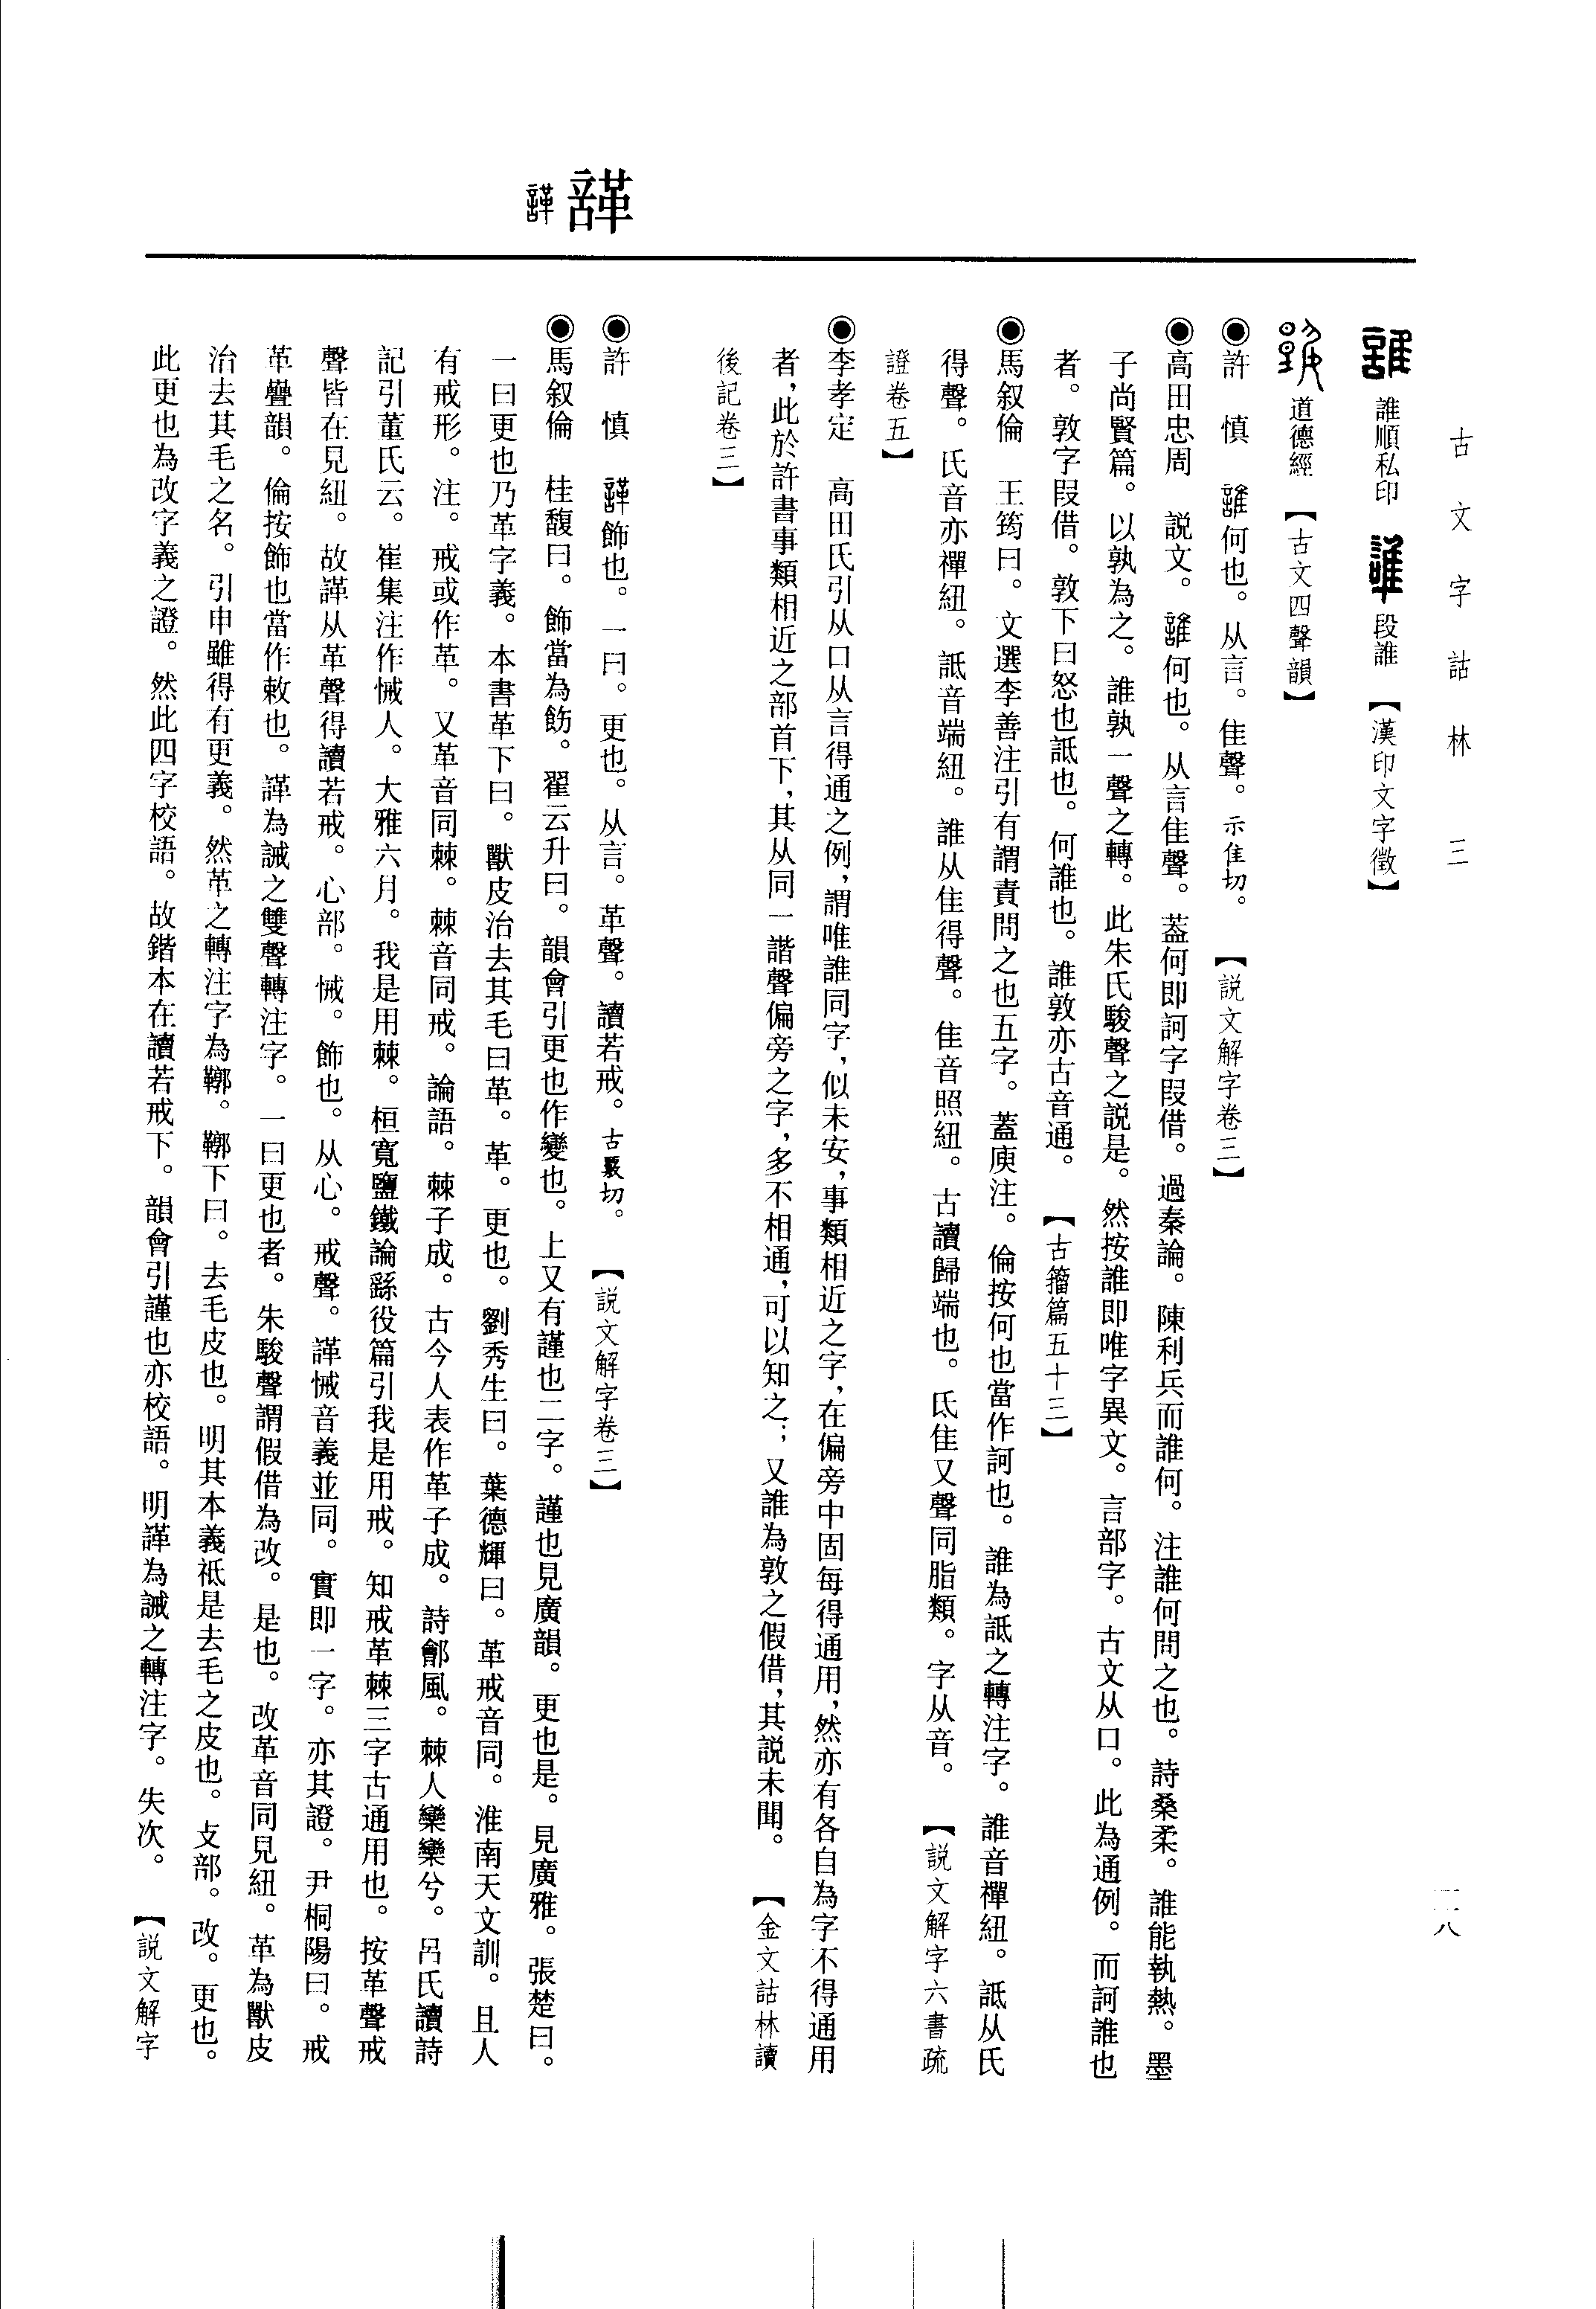 古文字詁林 三
一二八
誰順私印 段誰 【漢印文字徵】
道德經 【古文四聲韻】
◉許 慎 誰何也。从言。隹聲。示隹切。 【説文解字卷三】
◉高田忠周 説文。誰何也。从言隹聲。葢何即訶字叚借。過秦論。陳利兵而誰何。注誰何問之也。詩桑柔。誰能執熱。墨
子尚賢篇。以孰為之。誰孰一聲之轉。此朱氏駿聲之説是。然按誰即唯字異文。言部字。古文从口。此為通例。而訶誰也
者。敦字叚借。敦下曰怒也詆也。何誰也。誰敦亦古音通。 【古籀篇五十三】
◉馬叙倫 王筠曰。文選李善注引有謂責問之也五字。蓋庾注。倫按何也當作訶也。誰為詆之轉注字。誰音禪紐。詆从氏
得聲。氏音亦禪紐。詆音端紐。誰从隹得聲。隹音照紐。古讀歸端也。氐隹又聲同脂類。字从音。 【説文解字六書疏
證卷五】
◉李孝定 高田氏引从口从言得通之例，謂唯誰同字，似未安，事類相近之字，在偏旁中固每得通用，然亦有各自為字不得通用
者，此於許書事類相近之部首下，其从同一諧聲偏旁之字，多不相通，可以知之；又誰為敦之假借，其説未聞。 【金文詁林讀
後記卷三】
諽
諽
◉許 慎 諽飾也。一曰。更也。从言。革聲。讀若戒。古覈切。 【説文解字卷三】
◉馬叙倫 桂馥曰。飾當為飭。翟云升曰。韻會引更也作變也。上又有謹也二字。謹也見廣韻。更也是。見廣雅。張楚曰。
一曰更也乃革字義。本書革下曰。獸皮治去其毛曰革。革。更也。劉秀生曰。葉德輝曰。革戒音同。淮南天文訓。且人
有戒形。注。戒或作革。又革音同棘。棘音同戒。論語。棘子成。古今人表作革子成。詩鄶風。棘人欒欒兮。呂氏讀詩
記引董氏云。崔集注作悈人。大雅六月。我是用棘。桓寬鹽鐵論繇役篇引我是用戒。知戒革棘三字古通用也。按革聲戒
聲皆在見紐。故諽从革聲得讀若戒。心部。悈。飾也。从心。戒聲。諽悈音義並同。實即一字。亦其證。尹桐陽曰。戒
革疊韻。倫按飾也當作敕也。諽為誡之雙聲轉注字。一曰更也者。朱駿聲謂假借為改。是也。改革音同見紐。革為獸皮
治去其毛之名。引申雖得有更義。然革之轉注字為鞹。鞹下曰。去毛皮也。明其本義祇是去毛之皮也。攴部。改。更也。
此更也為改字義之證。然此四字校語。故鍇本在讀若戒下。韻會引謹也亦校語。明諽為誡之轉注字。失次。 【説文解字